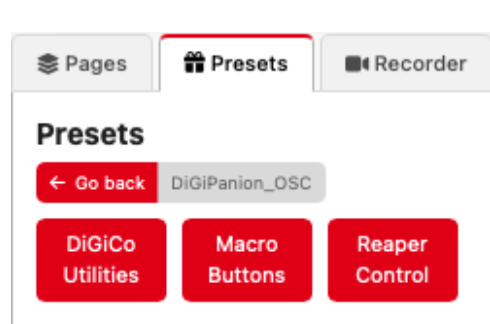 Pages Presets Recorder
Presets
← Go back DiGiPanion_OSC
DiGiCo Macro Reaper
Utilities Buttons Control